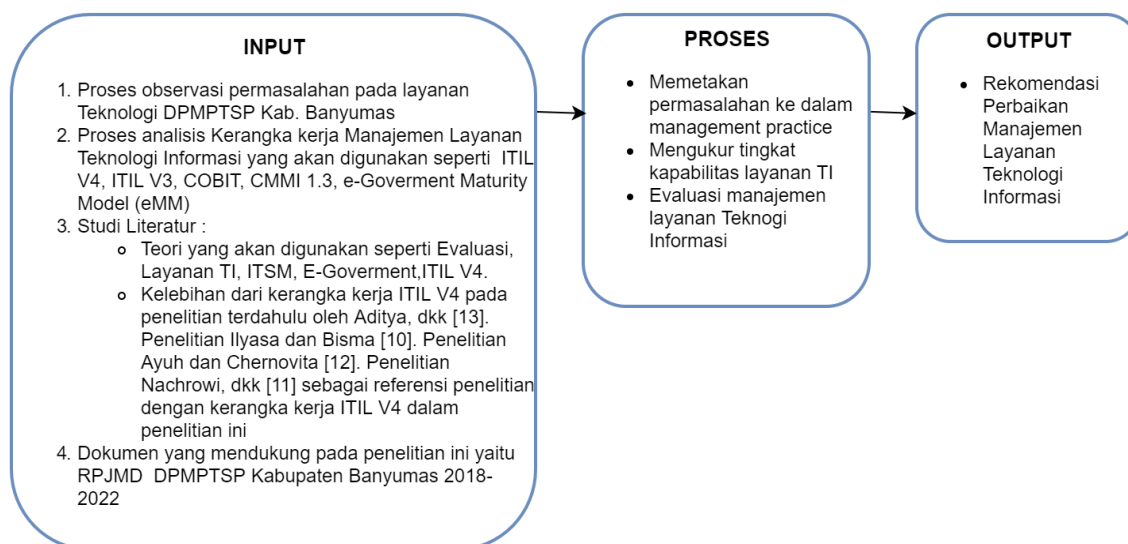 INPUT
1. Proses observasi permasalahan pada layanan
Teknologi DPMPTSP Kab. Banyumas
2. Proses analisis Kerangka kerja Manajemen Layanan
Teknologi Informasi yang akan digunakan seperti ITIL
V4, ITIL V3, COBIT, CMMI 1.3, e-Goverment Maturity
Model (eMM)
3. Studi Literatur :
Teori yang akan digunakan seperti Evaluasi,
Layanan TI, ITSM, E-Goverment,ITIL V4.
Kelebihan dari kerangka kerja ITIL V4 pada
penelitian terdahulu oleh Aditya, dkk [13].
Penelitian Ilyasa dan Bisma [10]. Penelitian
Ayuh dan Chernovita [12]. Penelitian
Nachrowi, dkk [11] sebagai referensi penelitian
dengan kerangka kerja ITIL V4 dalam
penelitian ini
4. Dokumen yang mendukung pada penelitian ini yaitu
RPJMD DPMPTSP Kabupaten Banyumas 2018-
2022
PROSES
• Memetakan
permasalahan ke dalam
management practice
• Mengukur tingkat
kapabilitas layanan TI
• Evaluasi manajemen
layanan Teknogi
Informasi
OUTPUT
• Rekomendasi
Perbaikan
Manajemen
Layanan
Teknologi
Informasi